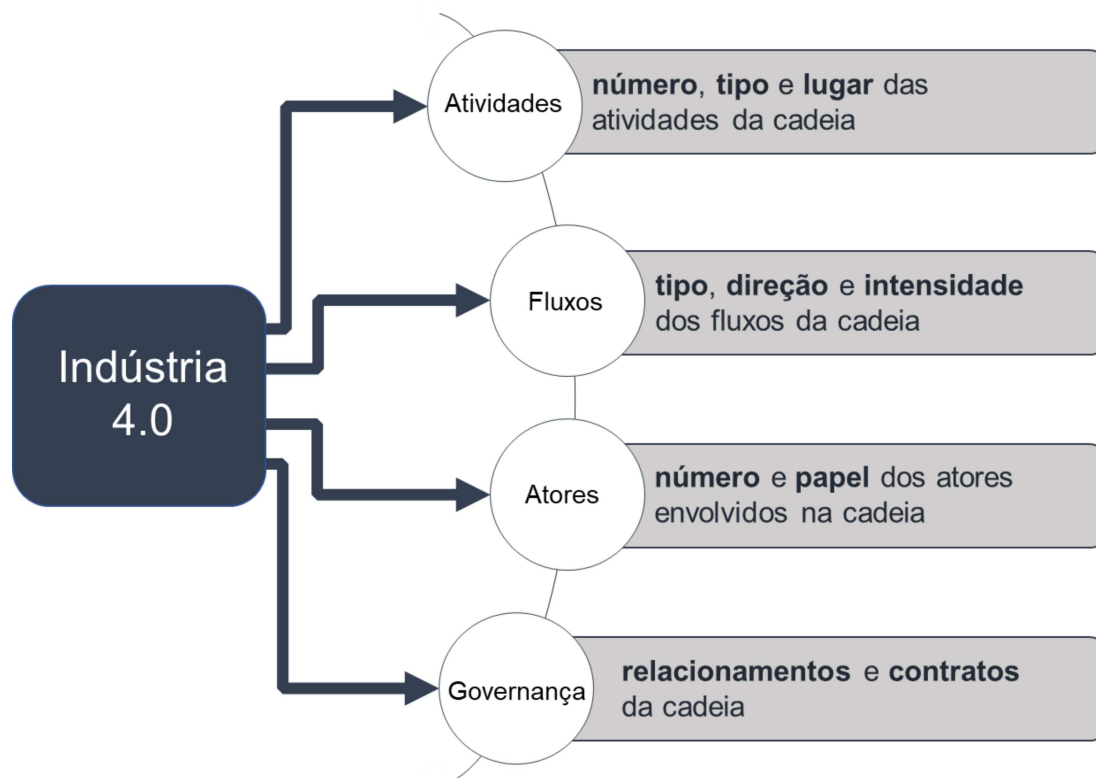 Indústria
4.0
Atividades
número, tipo e lugar das
atividades da cadeia
Fluxos
tipo, direção e intensidade
dos fluxos da cadeia
Atores
número e papel dos atores
envolvidos na cadeia
Governança
relacionamentos e contratos
da cadeia